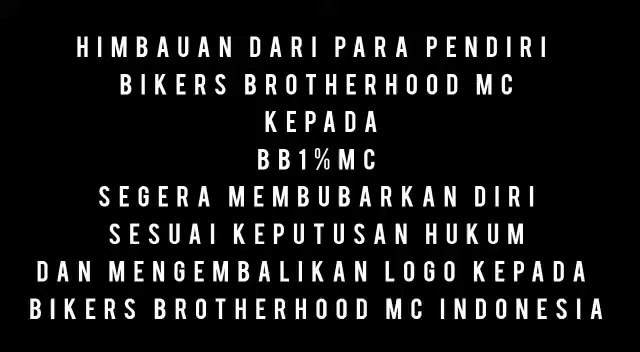 HIMBAUAN DARI PARA PENDIRI
BIKERS BROTHERHOOD MC
KEPADA
BB1%MC
SEGERA MEMBUBARKAN DIRI
SESUAI KEPUTUSAN HUKUM
DAN MENGEMBALIKAN LOGO KEPADA
BIKERS BROTHERHOOD MC INDONESIA